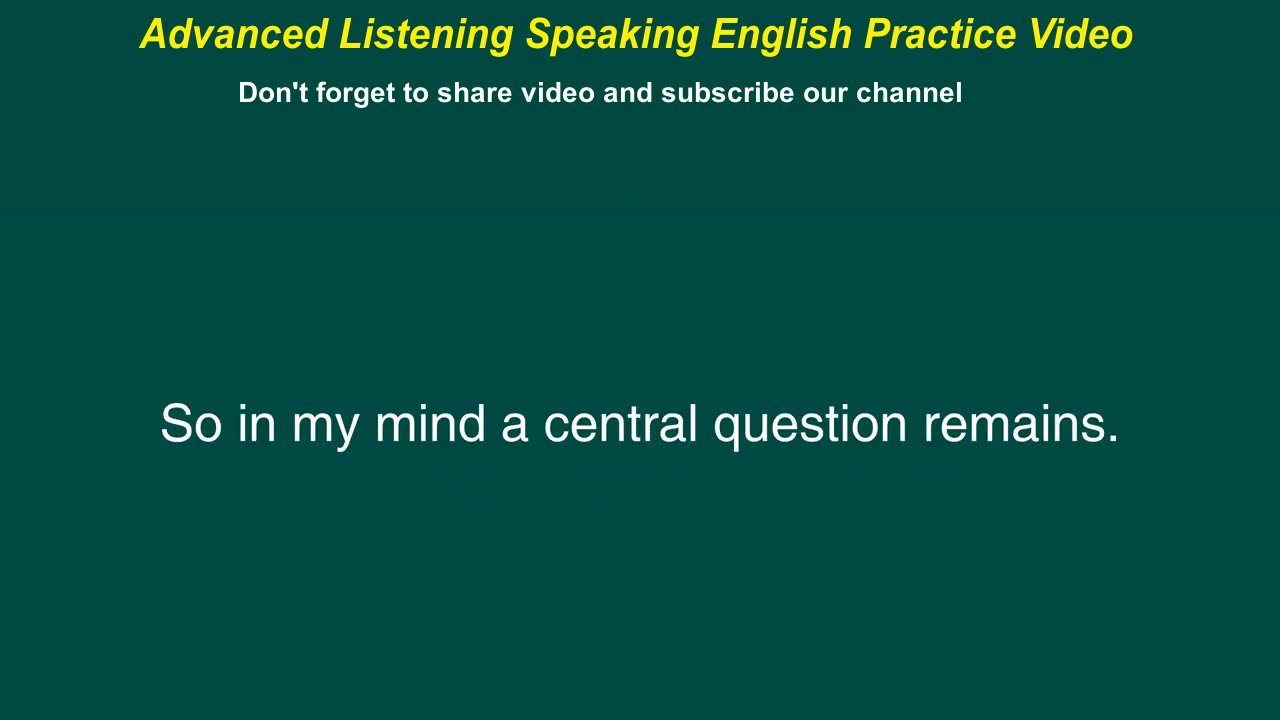 Advanced Listening Speaking English Practice Video
Don't forget to share video and subscribe our channel
So in my mind a central question remains.